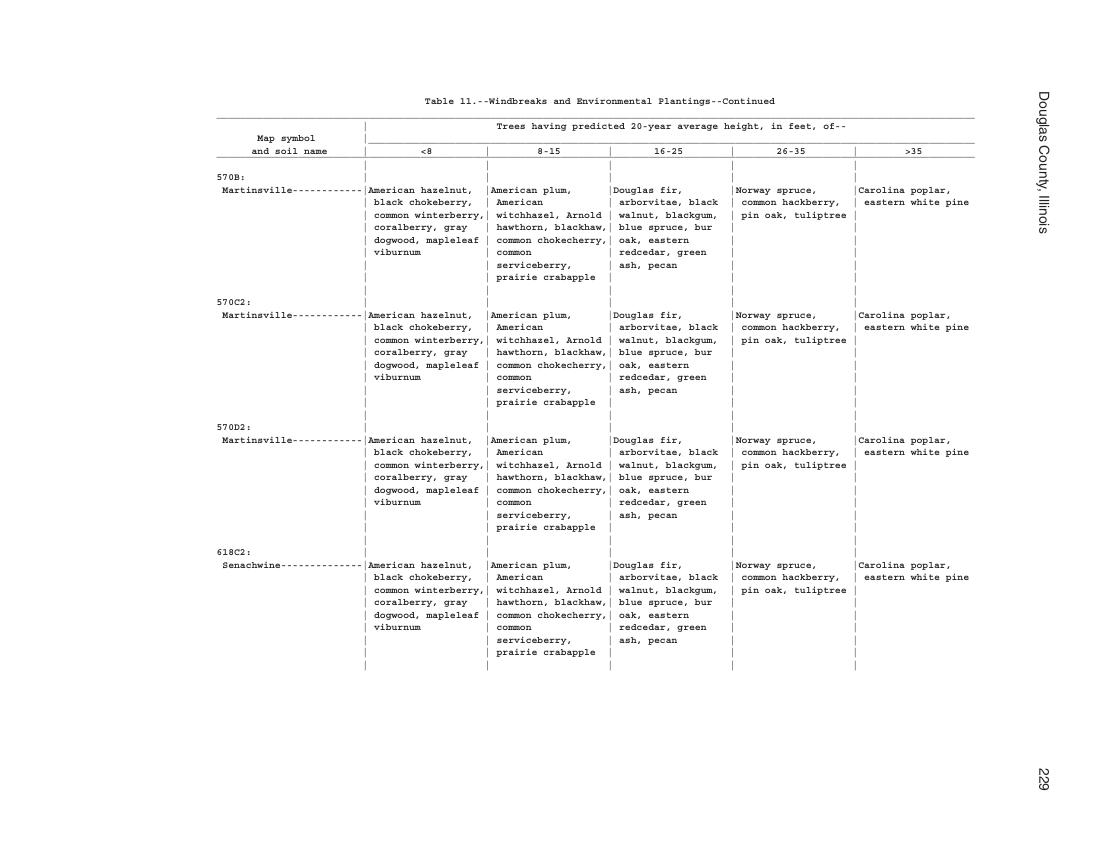 Table 11.--Windbreaks and Environmental Plantings--Continued
Trees having predicted 20-year average height, in feet, of--
Map symbol
and soil name | <8 | 8-15 | 16-25 | 26-35 | >35
570B:
Martinsville------------|American hazelnut, |American plum, |Douglas fir, |Norway spruce, |Carolina poplar,
black chokeberry, | American | arborvitae, black | common hackberry, | eastern white pine
common winterberry,| witchhazel, Arnold | walnut, blackgum, | pin oak, tuliptree |
coralberry, gray | hawthorn, blackhaw,| blue spruce, bur
dogwood, mapleleaf | common chokecherry,| oak, eastern
viburnum | common | redcedar, green
serviceberry, | ash, pecan
prairie crabapple
570C2:
Martinsville------------|American hazelnut, |American plum, |Douglas fir, |Norway spruce, |Carolina poplar,
black chokeberry, | American | arborvitae, black | common hackberry, | eastern white pine
common winterberry,| witchhazel, Arnold | walnut, blackgum, | pin oak, tuliptree |
coralberry, gray | hawthorn, blackhaw,| blue spruce, bur
dogwood, mapleleaf | common chokecherry,| oak, eastern
viburnum | common | redcedar, green
serviceberry, | ash, pecan
prairie crabapple
570D2:
Martinsville------------|American hazelnut, |American plum, |Douglas fir, |Norway spruce, |Carolina poplar,
black chokeberry, | American | arborvitae, black | common hackberry, | eastern white pine
common winterberry,| witchhazel, Arnold | walnut, blackgum, | pin oak, tuliptree |
coralberry, gray | hawthorn, blackhaw,| blue spruce, bur
dogwood, mapleleaf | common chokecherry,| oak, eastern
viburnum | common | redcedar, green
serviceberry, | ash, pecan
prairie crabapple
618C2:
Senachwine--------------|American hazelnut, |American plum, |Douglas fir, |Norway spruce, |Carolina poplar,
black chokeberry, | American | arborvitae, black | common hackberry, | eastern white pine
common winterberry,| witchhazel, Arnold | walnut, blackgum, | pin oak, tuliptree |
coralberry, gray | hawthorn, blackhaw,| blue spruce, bur
dogwood, mapleleaf | common chokecherry,| oak, eastern
viburnum | common | redcedar, green
serviceberry, | ash, pecan
prairie crabapple
Douglas County, Illinois
229